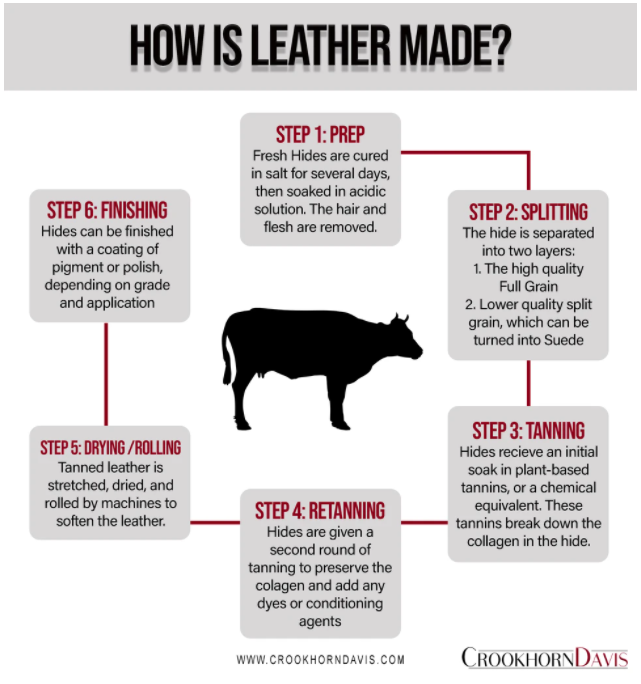 HOW IS LEATHER MADE?
STEP 1: PREP
Fresh Hides are cured
in salt for several days,
then soaked in acidic
solution. The hair and
flesh are removed.
STEP 2: SPLITTING
The hide is separated
into two layers:
1. The high quality
Full Grain
2. Lower quality split
grain, which can be
turned into Suede
STEP 3: TANNING
Hides recieve an initial
soak in plant-based
tannins, or a chemical
equivalent. These
tannins break down the
collagen in the hide.
STEP 4: RETANNING
Hides are given a
second round of
tanning to preserve the
colagen and add any
dyes or conditioning
agents
STEP 5: DRYING /ROLLING
Tanned leather is
stretched, dried, and
rolled by machines to
soften the leather.
STEP 6: FINISHING
Hides can be finished
with a coating of
pigment or polish,
depending on grade
and application
WWW.CROOKHORNDAVIS.COM
CROOKHORNDAVIS